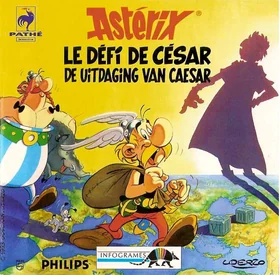 Astérix
PATHÉ
LE DÉFI DE CÉSAR
DE UITDAGING VAN CAESAR
PHILIPS
INFOGRAMES
UDERZO